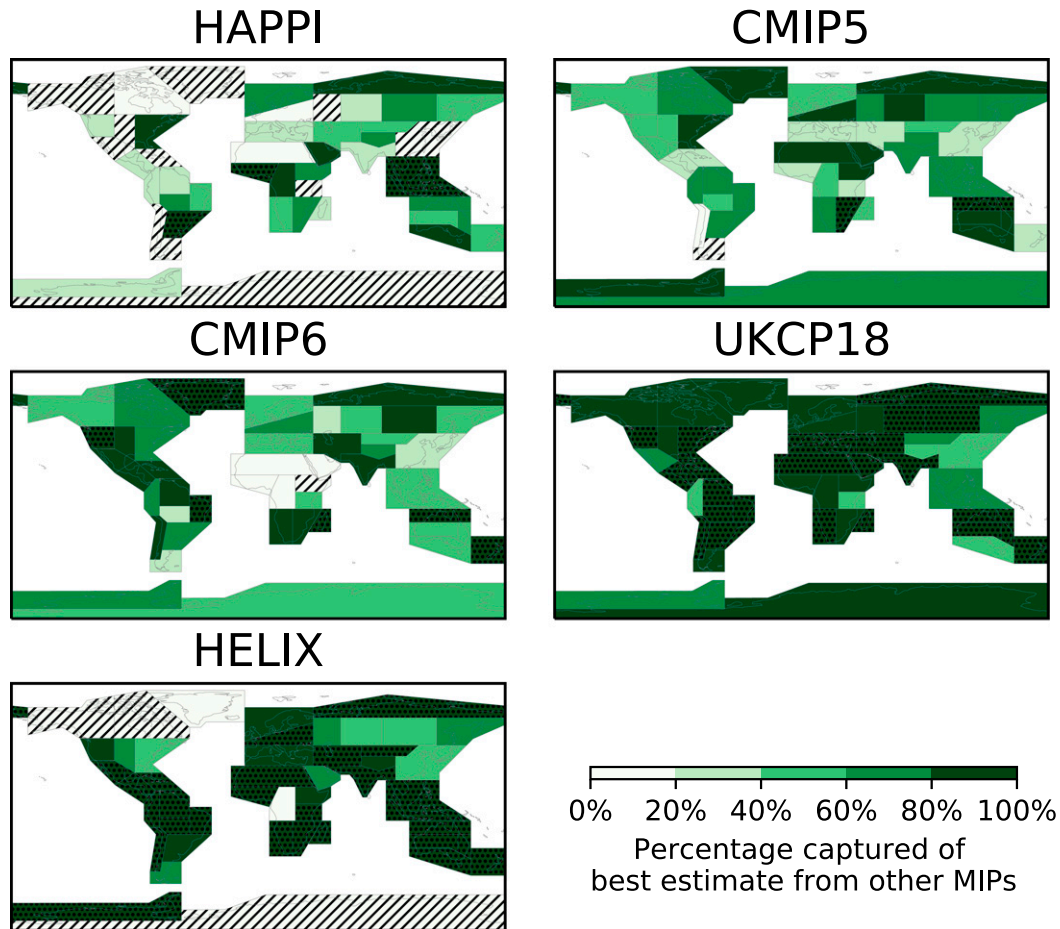 HAPPI
CMIP5
CMIP6
UKCP18
HELIX
0% 20% 40% 60% 80% 100%
Percentage captured of
best estimate from other MIPs